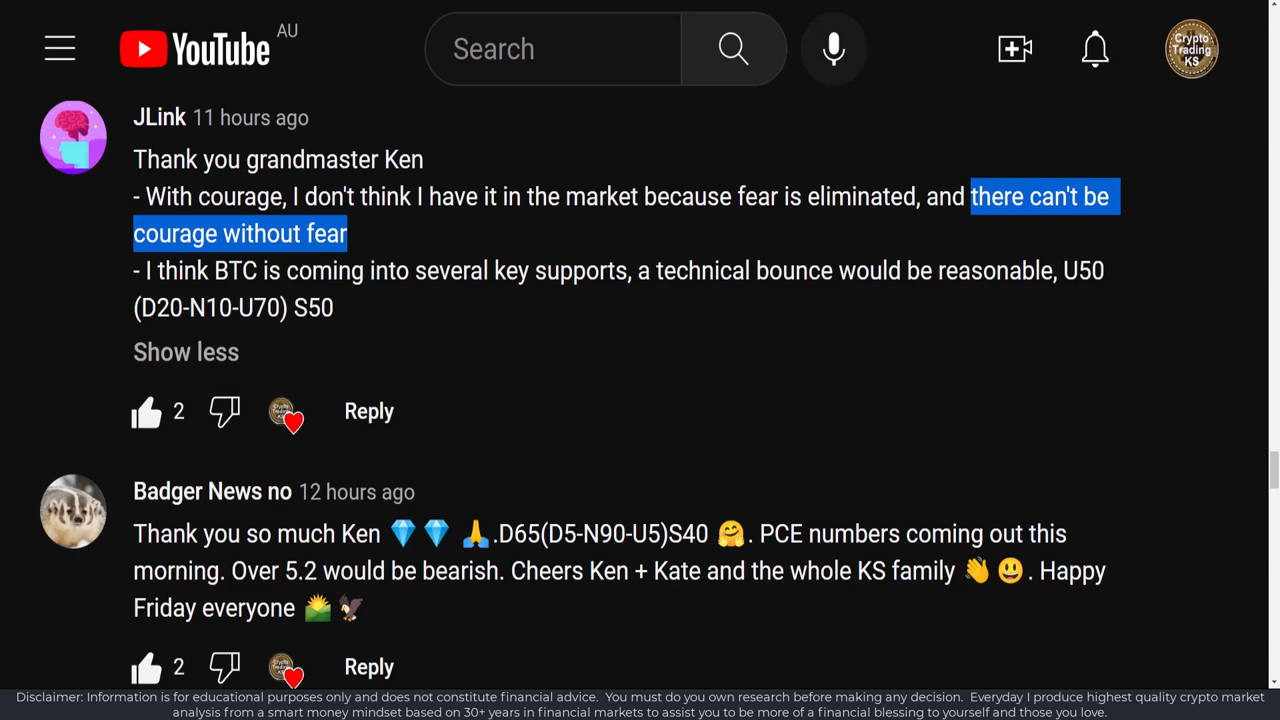 YouTube AU
Search
Crypto
Trading
KS
JLink 11 hours ago
Thank you grandmaster Ken
- With courage, I don't think I have it in the market because fear is eliminated, and there can't be
courage without fear
- I think BTC is coming into several key supports, a technical bounce would be reasonable, U50
(D20-N10-U70) S50
Show less
2 Reply
Badger News no 12 hours ago
Thank you so much Ken 💎 💎 🙏.D65(D5-N90-U5)S40 🤗. PCE numbers coming out this
morning. Over 5.2 would be bearish. Cheers Ken + Kate and the whole KS family 👋 😃. Happy
Friday everyone 🌄 🦅
2 Reply
Disclaimer: Information is for educational purposes only and does not constitute financial advice. You must do you own research before making any decision. Everyday I produce highest quality crypto market
analysis from a smart money mindset based on 30+ years in financial markets to assist you to be more of a financial blessing to yourself and those you love